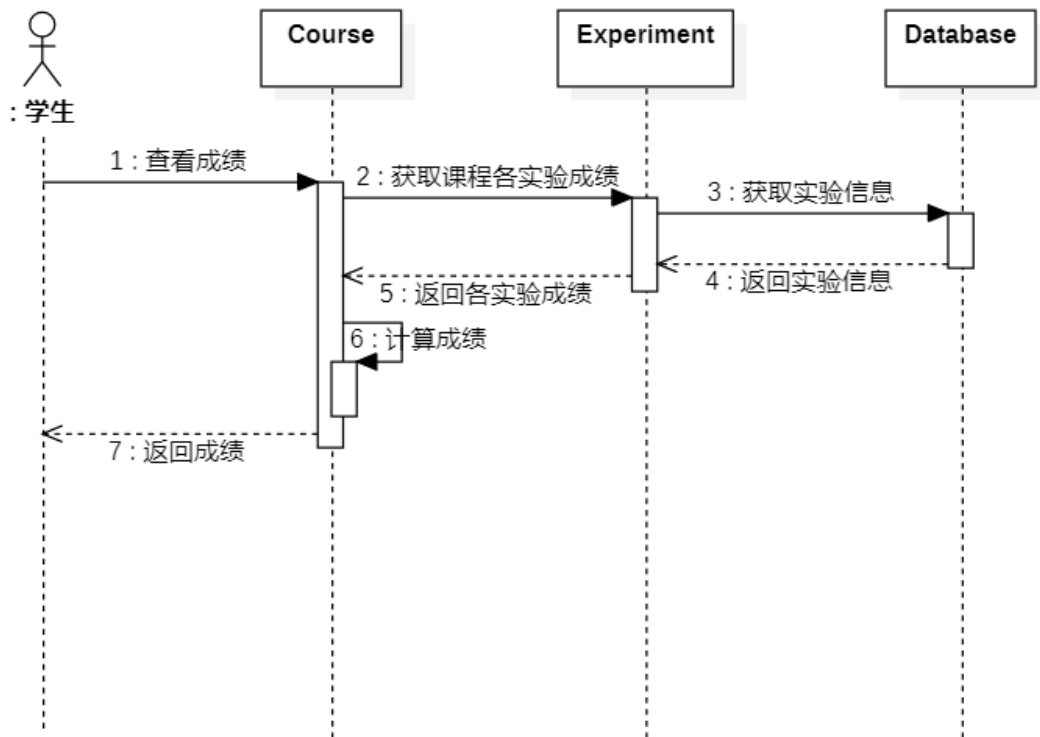 Course
Experiment
Database
: 学生
1 : 查看成绩
2 : 获取课程各实验成绩
3 : 获取实验信息
4 : 返回实验信息
5 : 返回各实验成绩
6 : 计算成绩
7 : 返回成绩